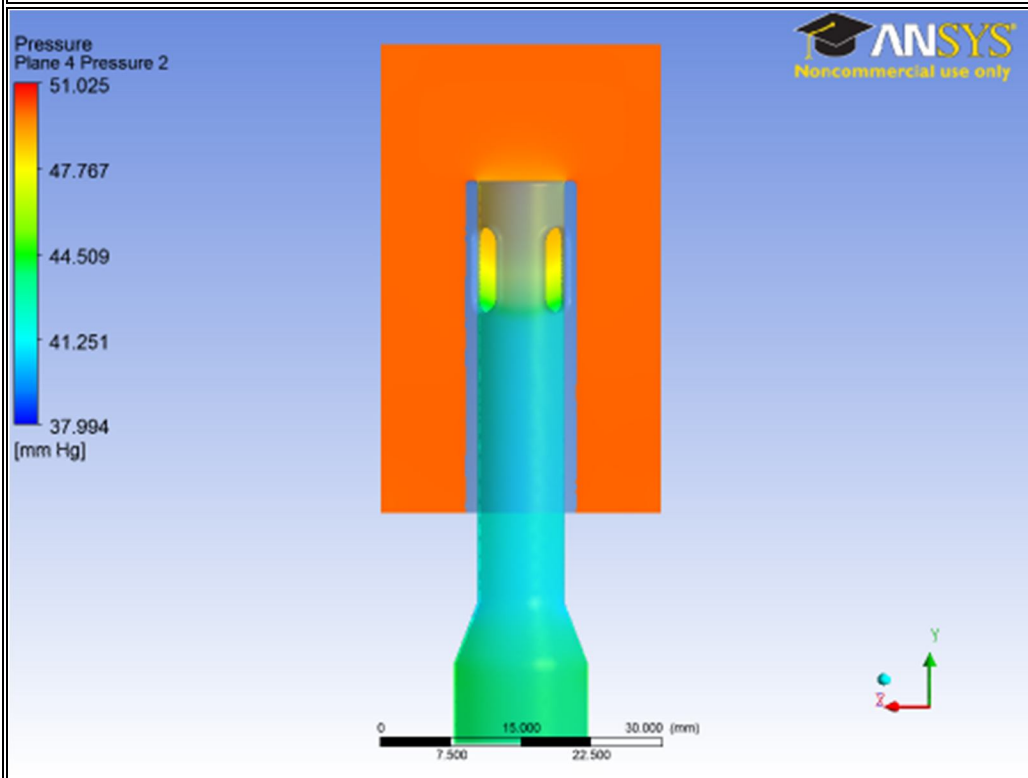 Pressure
Plane 4 Pressure 2
51.025
47.767
44.509
41.251
37.994
[mm Hg]
ANSYS
Noncommercial use only
Y
Z
0 15.000 30.000 (mm)
7.500 22.500